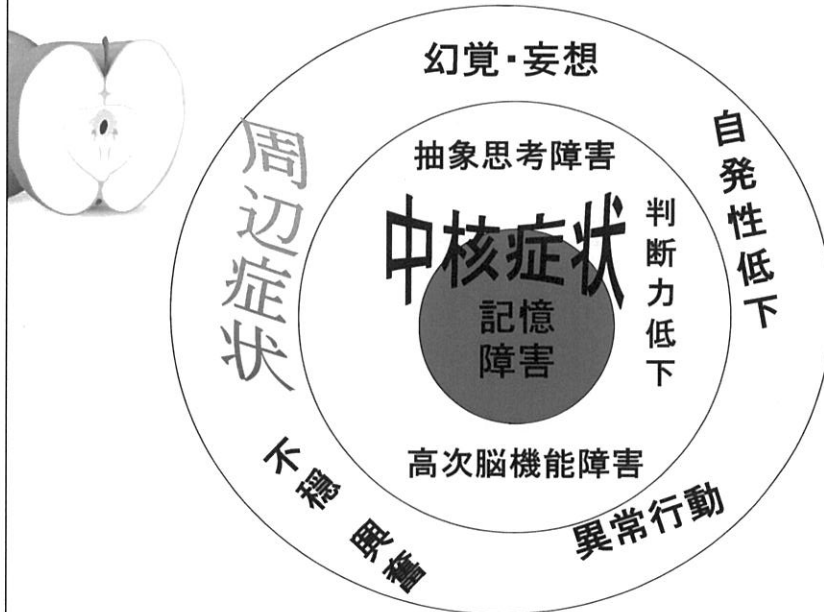 幻覚・妄想
自発性低下
周辺症状
抽象思考障害
中核症状
判断力低下
記憶
障害
高次脳機能障害
不穏 興奮
異常行動